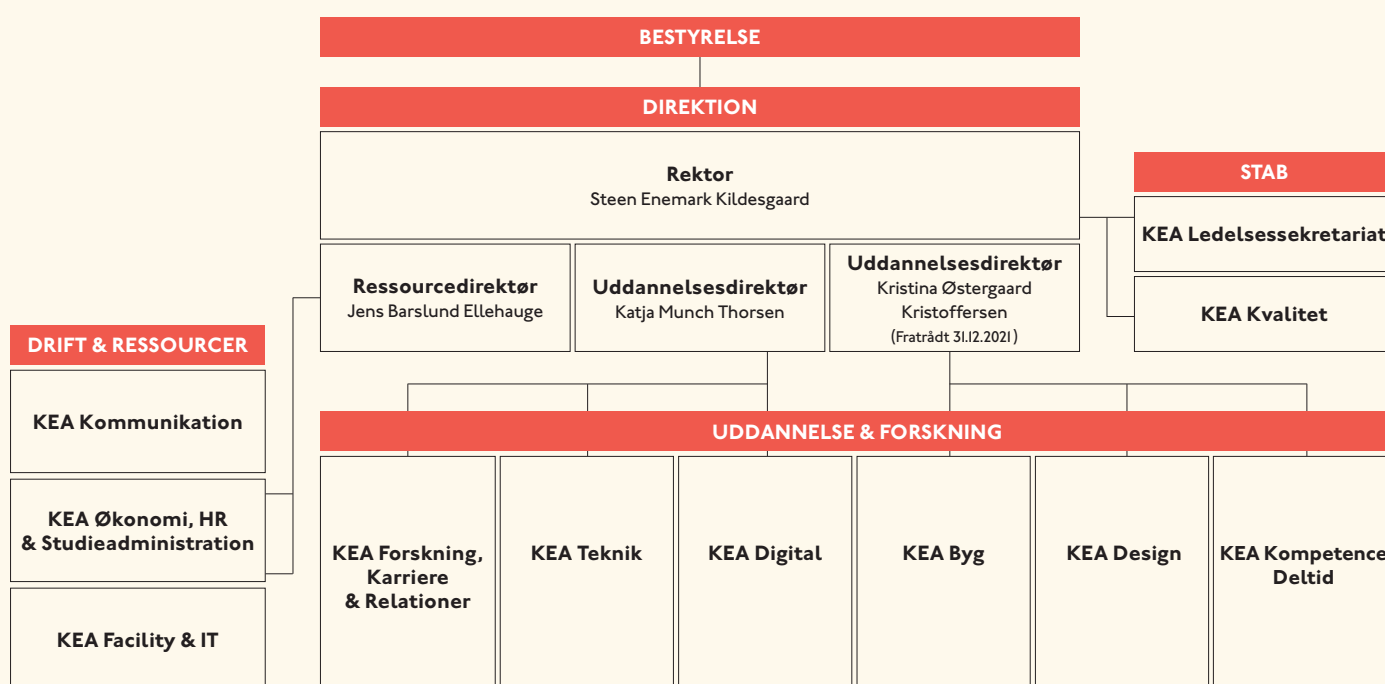 BESTYRELSE
DIREKTION
Rektor
Steen Enemark Kildesgaard
STAB
KEA Ledelsessekretariat
KEA Kvalitet
Ressourcedirektør
Jens Barslund Ellehauge
Uddannelsesdirektør
Katja Munch Thorsen
Uddannelsesdirektør
Kristina Østergaard
Kristoffersen
(Fratrådt 31.12.2021)
DRIFT & RESSOURCER
KEA Kommunikation
KEA Økonomi, HR
& Studieadministration
KEA Facility & IT
UDDANNELSE & FORSKNING
KEA Forskning,
Karriere
& Relationer
KEA Teknik
KEA Digital
KEA Byg
KEA Design
KEA Kompetence
Deltid